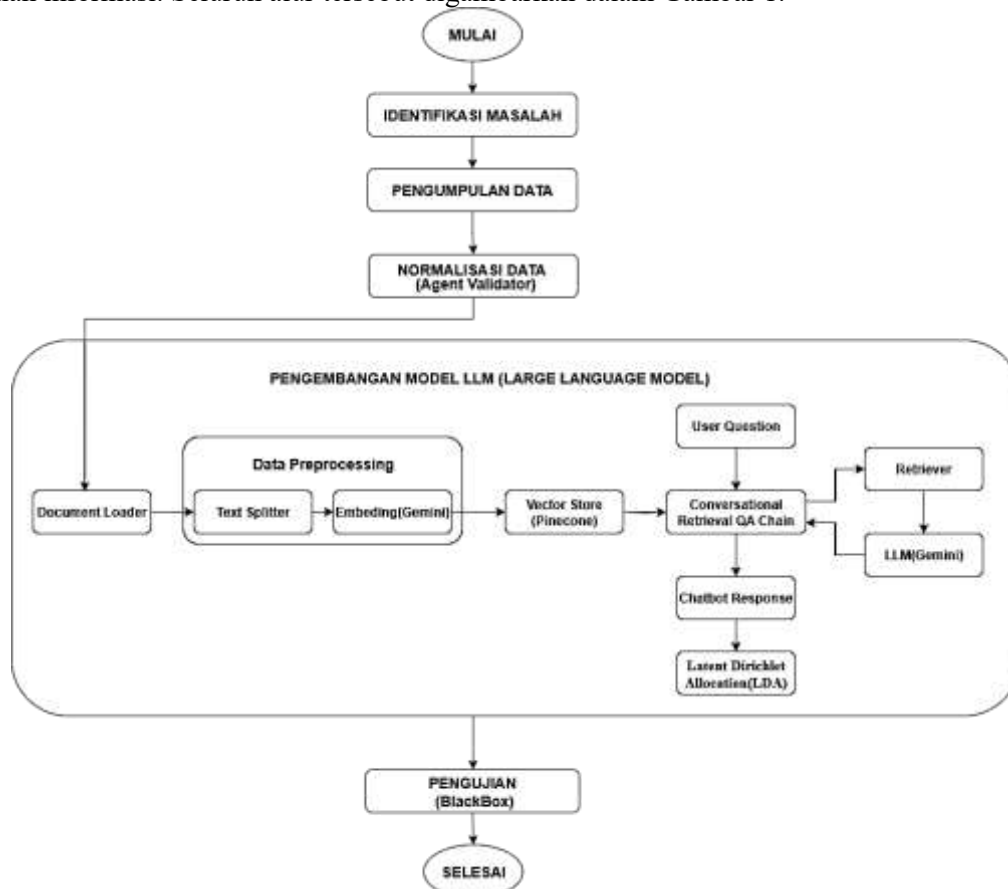 MULAI
IDENTIFIKASI MASALAH
PENGUMPULAN DATA
NORMALISASI DATA
(Agent Validator)
PENGEMBANGAN MODEL LLM (LARGE LANGUAGE MODEL)
User Question
Data Preprocessing
Retriever
Document Loader
Text Splitter
Embeding(Gemini)
Vector Store
(Pinecone)
Conversational
Retrieval QA Chain
LLM(Gemini)
Chatbot Response
Latent Dirichlet
Allocation(LDA)
PENGUJIAN
(BlackBox)
SELESAI